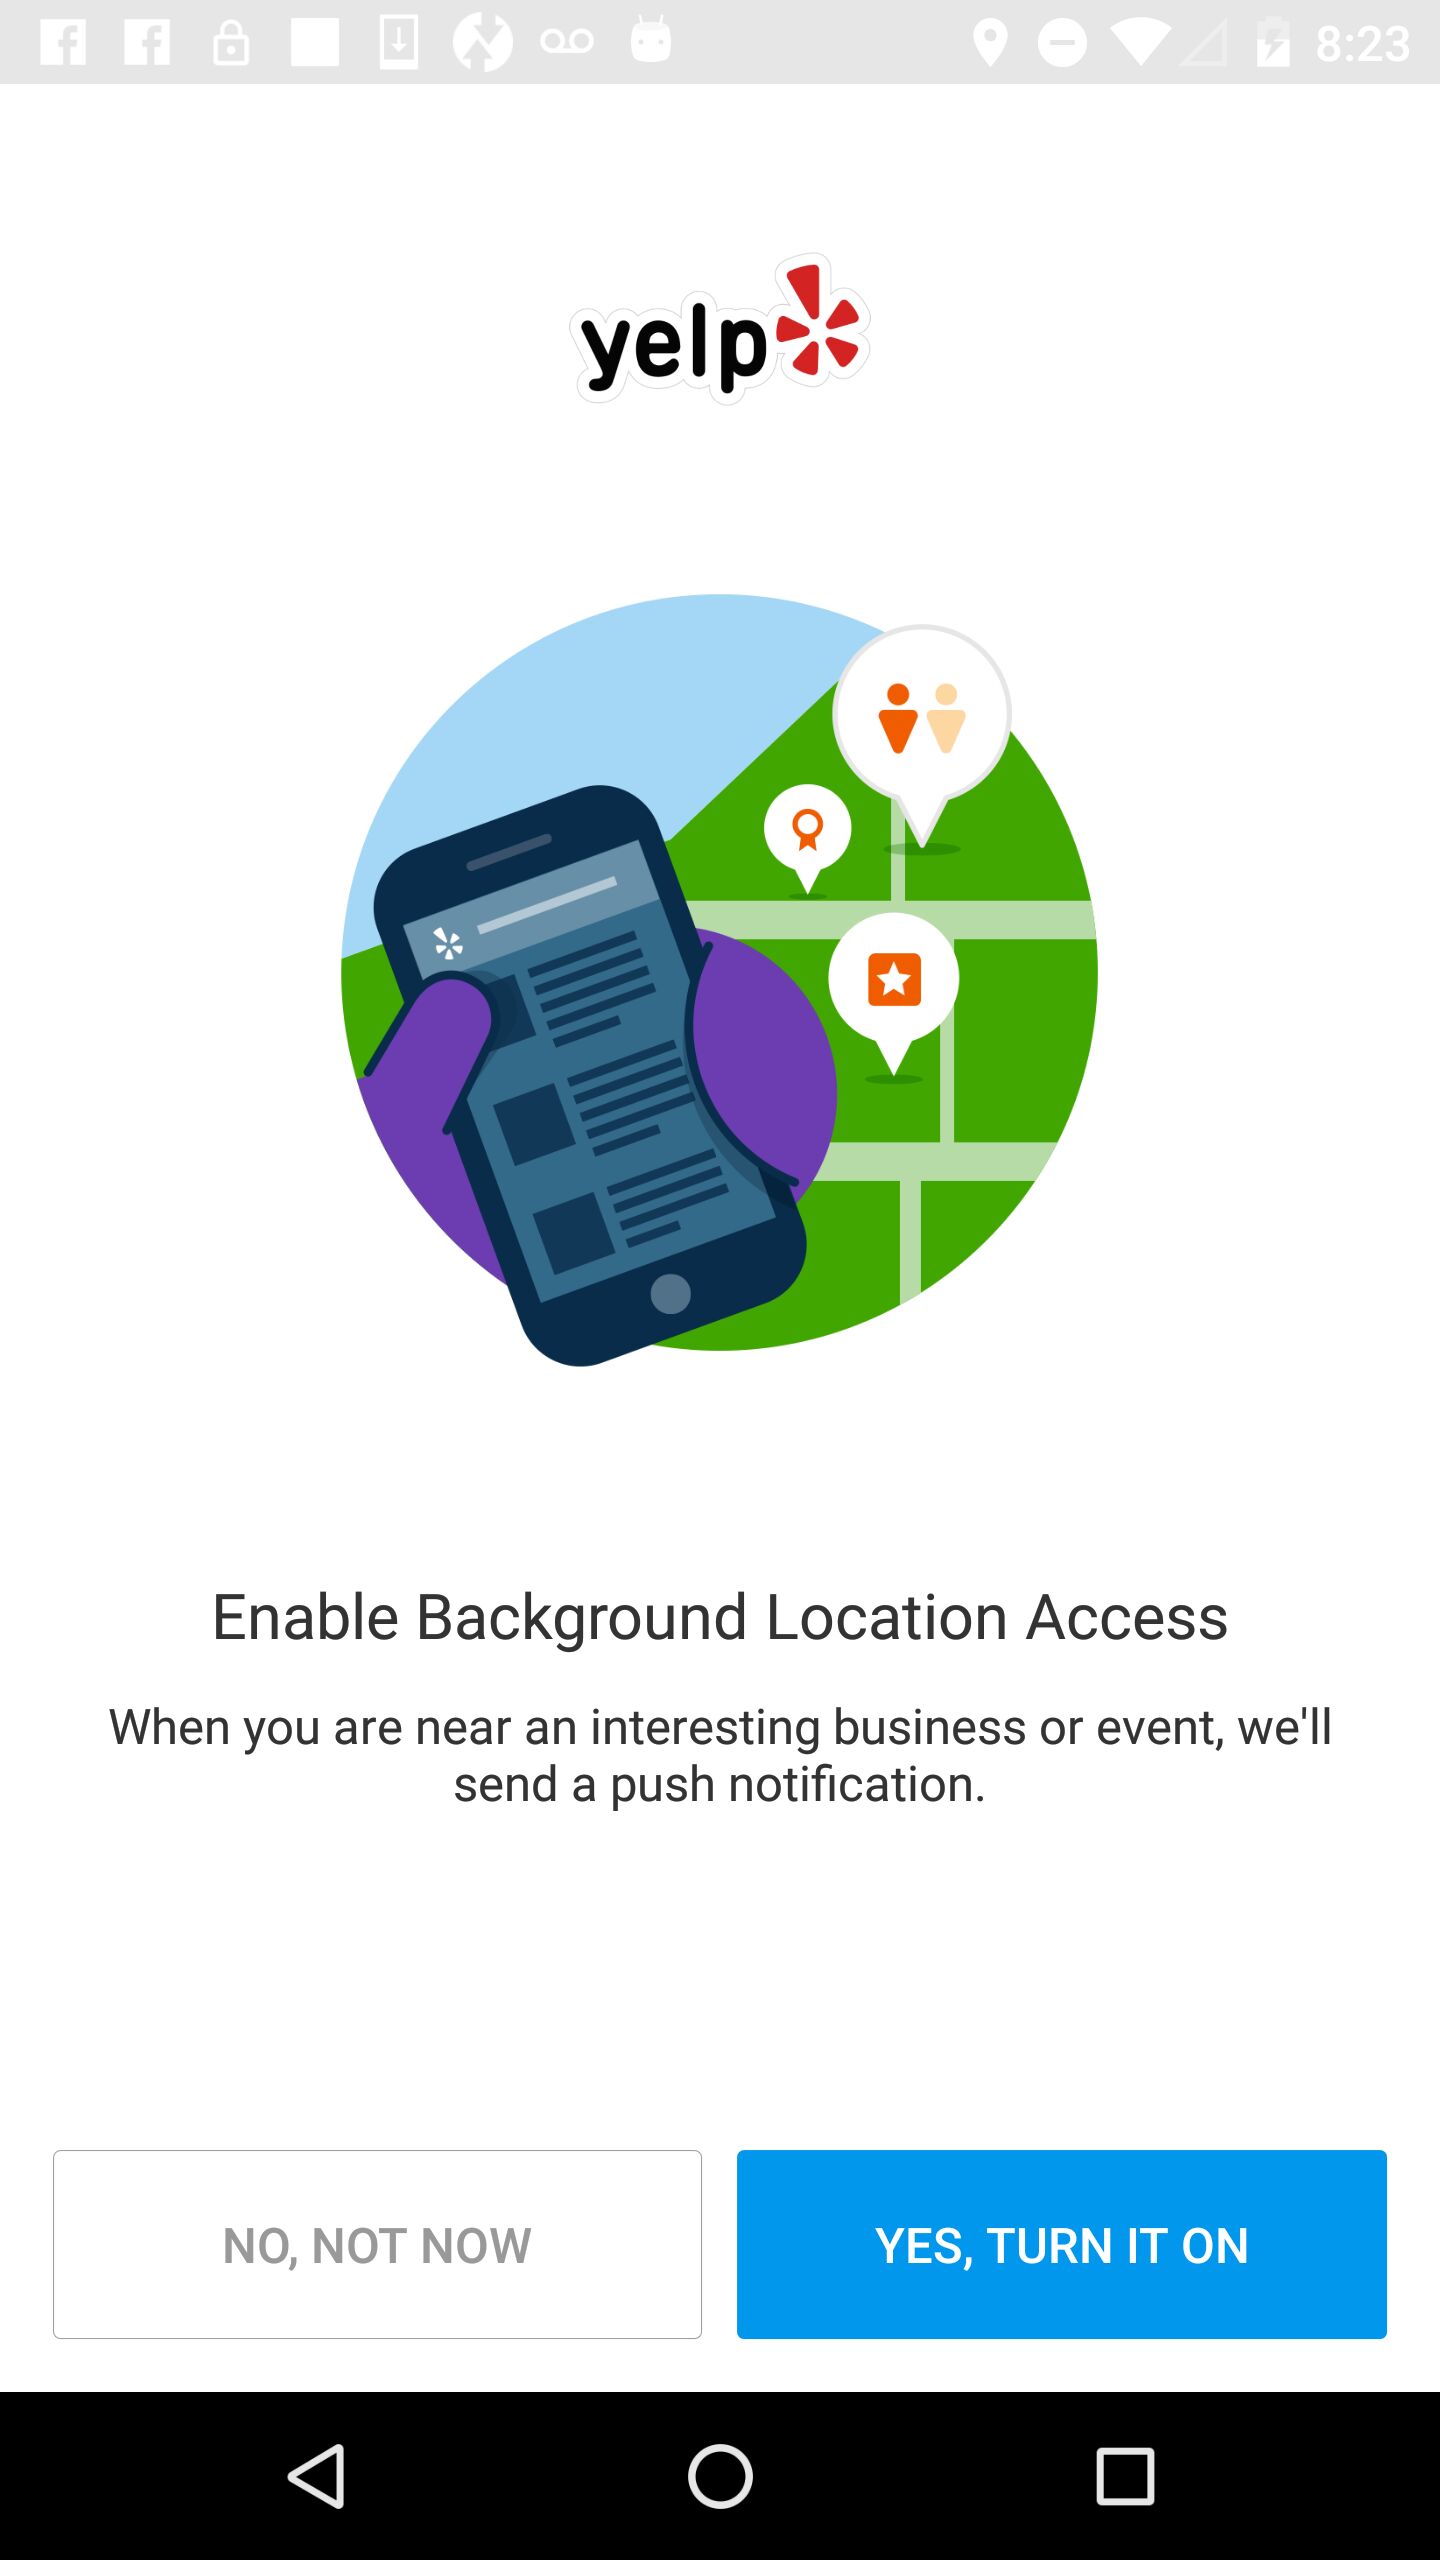 8:23
yelp
Enable Background Location Access
When you are near an interesting business or event, we'll
send a push notification.
NO, NOT NOW
YES, TURN IT ON